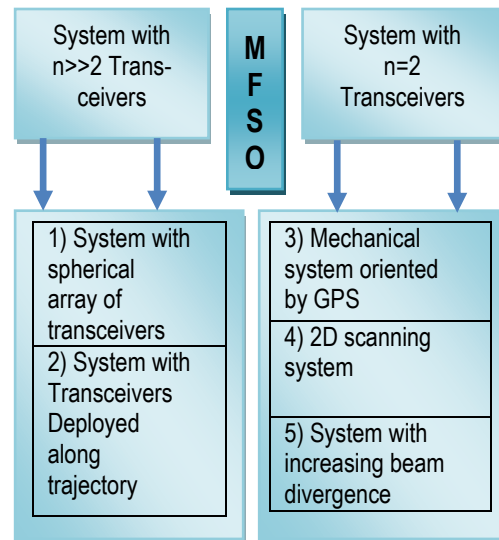 System with
n>>2 Trans-
ceivers
M
F
S
O
System with
n=2
Transceivers
1) System with
spherical
array of
transceivers
2) System with
Transceivers
Deployed
along
trajectory
3) Mechanical
system oriented
by GPS
4) 2D scanning
system
5) System with
increasing beam
divergence